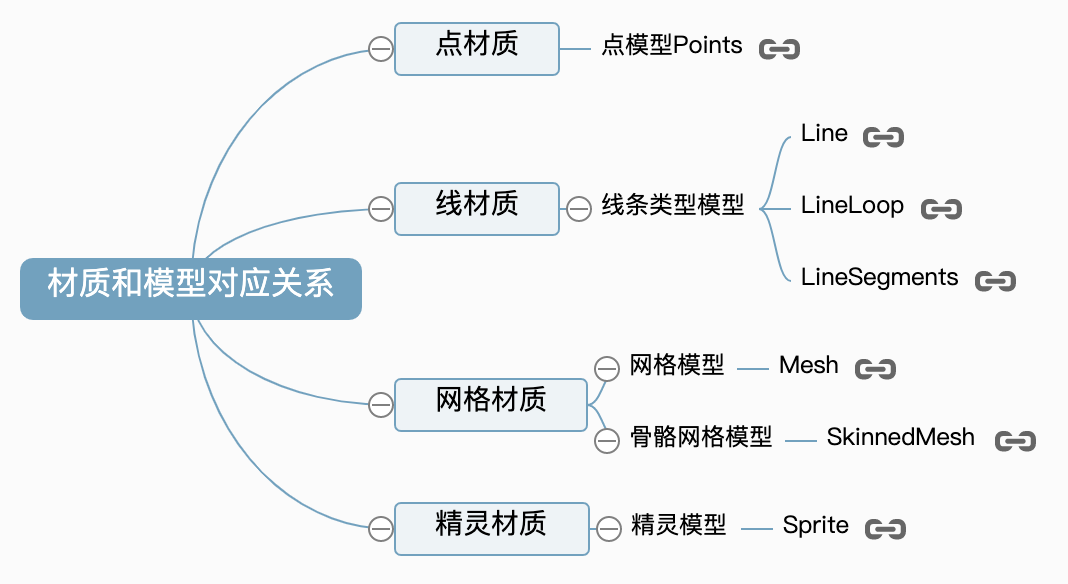 材质和模型对应关系
点材质
点模型Points
线材质
线条类型模型
Line
LineLoop
LineSegments
网格材质
网格模型
Mesh
骨骼网格模型
SkinnedMesh
精灵材质
精灵模型
Sprite